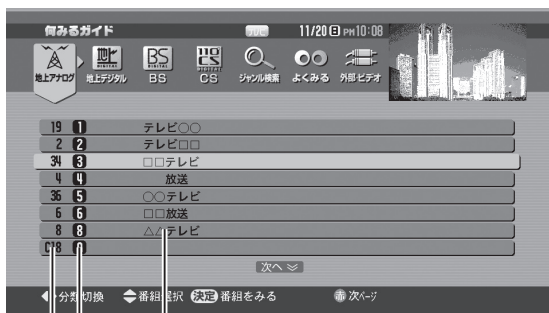 何みるガイド テレビ 11/20 日 PM10:08
地上アナログ 地上デジタル BS 110 CS ジャンル検索 よくみる 外部・ビデオ
19 1 テレビ○○
2 2 テレビ□□
34 3 □□テレビ
4 4 放送
36 5 ○○テレビ
6 6 □□放送
8 8 △△テレビ
C18
次へ
分類切換 番組選択 決定 番組をみる 赤 次ページ